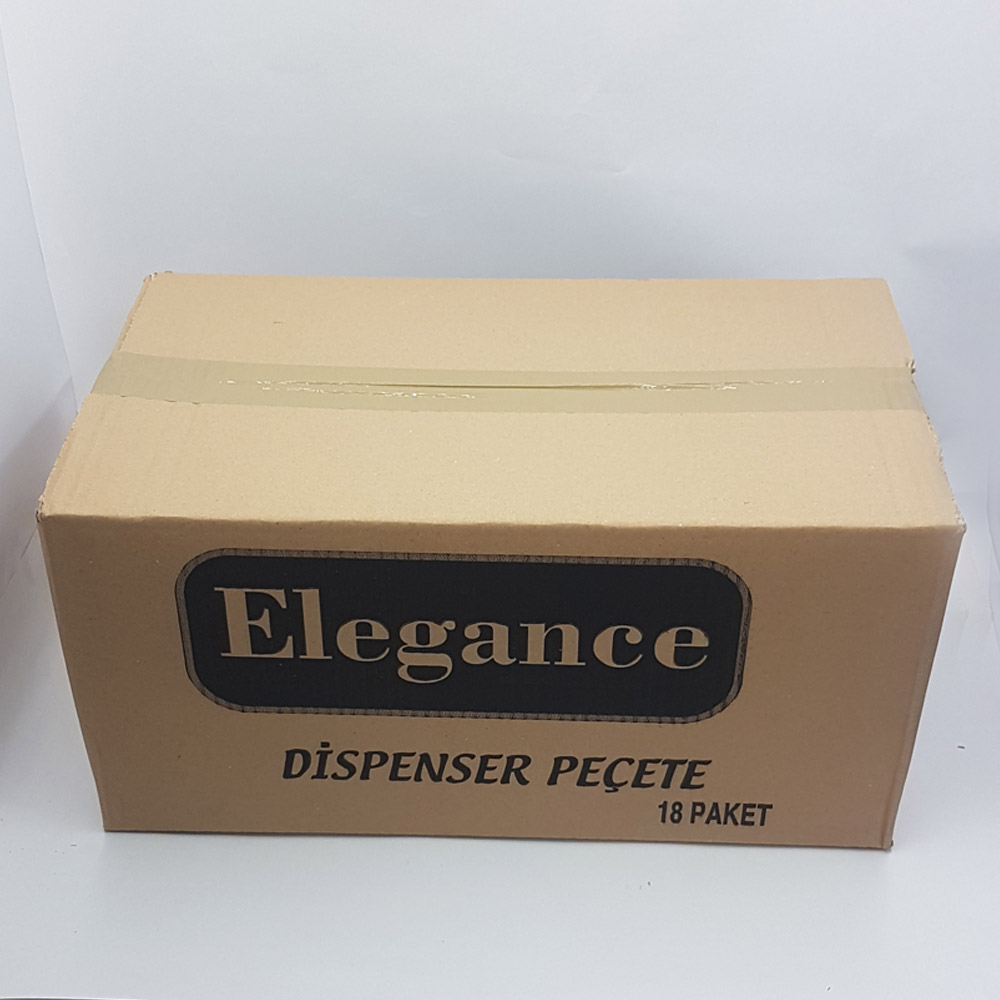 Elegance
DİSPENSER PEÇETE
18 PAKET